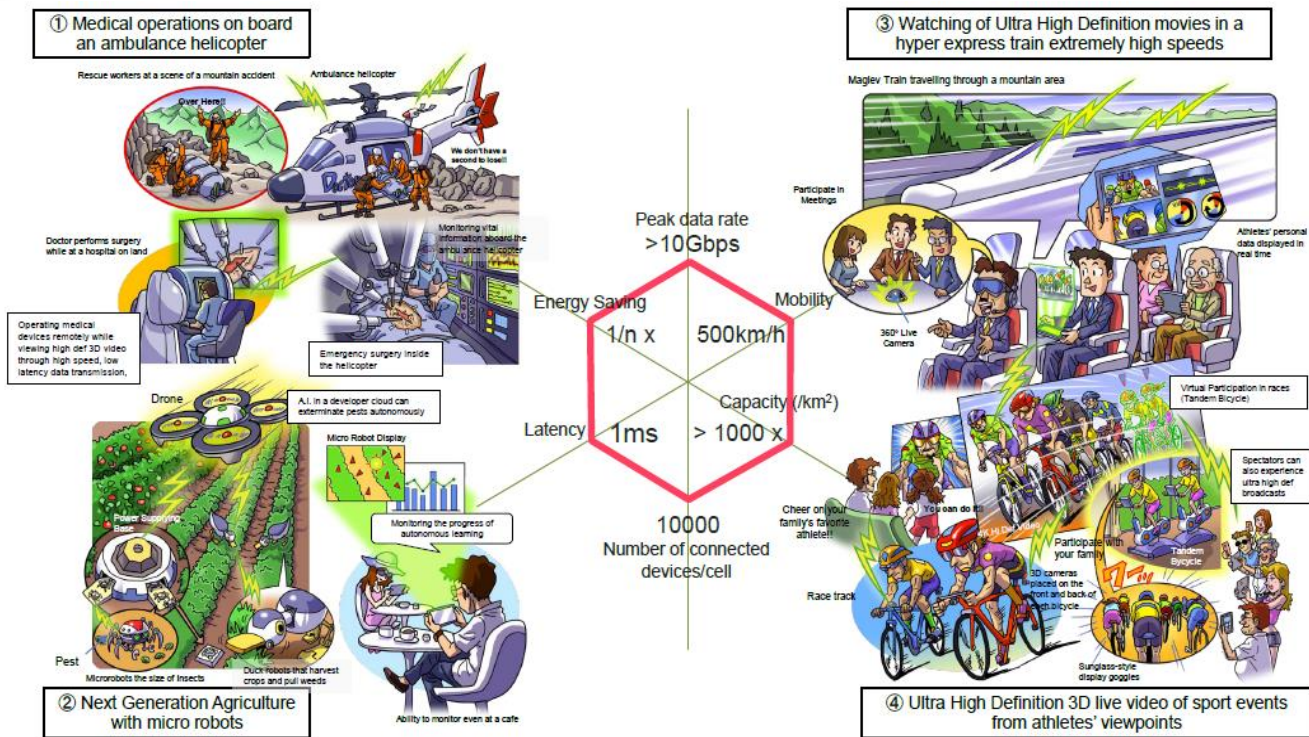 ① Medical operations on board
an ambulance helicopter
Rescue workers at a scene of a mountain accident
Ambulance helicopter
Over Here!!
We don't have a
second to lose!!
Doctor performs surgery
while at a hospital on land
Monitoring vital
information aboard the
ambulance helicopter
Operating medical
devices remotely while
viewing high def 3D video
through high speed, low
latency data transmission,
Emergency surgery inside
the helicopter
Drone
A.I. in a developer cloud can
exterminate pests autonomously
Micro Robot Display
Power Supplying
Base
Monitoring the progress of
autonomous learning
Pest
Microrobots the size of Insects
Duck robots that harvest
crops and pull weeds
Ability to monitor even at a cafe
② Next Generation Agriculture
with micro robots
Peak data rate
>10Gbps
Energy Saving
1/n x
Mobility
500km/h
Latency
1ms
Capacity (/km²)
> 1000 x
10000
Number of connected
devices/cell
③ Watching of Ultra High Definition movies in a
hyper express train extremely high speeds
Maglev Train travelling through a mountain area
Participate in
Meetings
Athletes' personal
data displayed in
real time
360º Live
Camera
Virtual Participation in races
(Tandem Bicycle)
Spectators can
also experience
ultra high def
broadcasts
Cheer on your
family's favorite
athlete!!
You can do it!!
4K Hi Def Video
Participate with
your family
Tandem
Bycycle
Race track
3D cameras
placed on the
front and back of
each bicycle
Sunglass-style
display goggles
④ Ultra High Definition 3D live video of sport events
from athletes' viewpoints